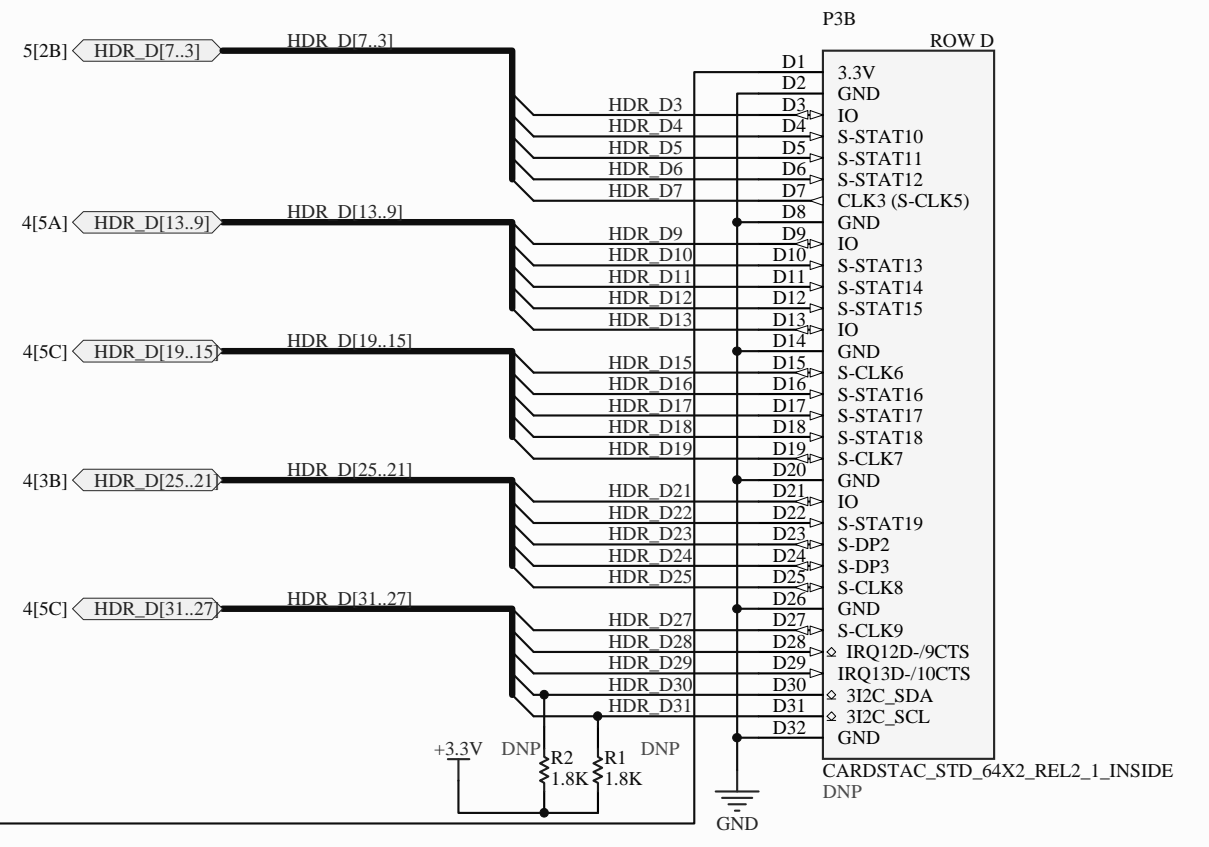 P3B
ROW D
5[2B] HDR_D[7..3] HDR_D[7..3]
D1 3.3V
D2 GND
HDR_D3 D3 IO
HDR_D4 D4 S-STAT10
HDR_D5 D5 S-STAT11
HDR_D6 D6 S-STAT12
HDR_D7 D7 CLK3 (S-CLK5)
4[5A] HDR_D[13..9] HDR_D[13..9]
D8 GND
HDR_D9 D9 IO
HDR_D10 D10 S-STAT13
HDR_D11 D11 S-STAT14
HDR_D12 D12 S-STAT15
HDR_D13 D13 IO
4[5C] HDR_D[19..15] HDR_D[19..15]
D14 GND
HDR_D15 D15 S-CLK6
HDR_D16 D16 S-STAT16
HDR_D17 D17 S-STAT17
HDR_D18 D18 S-STAT18
HDR_D19 D19 S-CLK7
4[3B] HDR_D[25..21] HDR_D[25..21]
D20 GND
HDR_D21 D21 IO
HDR_D22 D22 S-STAT19
HDR_D23 D23 S-DP2
HDR_D24 D24 S-DP3
HDR_D25 D25 S-CLK8
4[5C] HDR_D[31..27] HDR_D[31..27]
D26 GND
HDR_D27 D27 S-CLK9
HDR_D28 D28 IRQ12D-/9CTS
HDR_D29 D29 IRQ13D-/10CTS
HDR_D30 D30 3I2C_SDA
HDR_D31 D31 3I2C_SCL
D32 GND
+3.3V DNP R2 R1 DNP
1.8K 1.8K
CARDSTAC_STD_64X2_REL2_1_INSIDE
DNP
GND